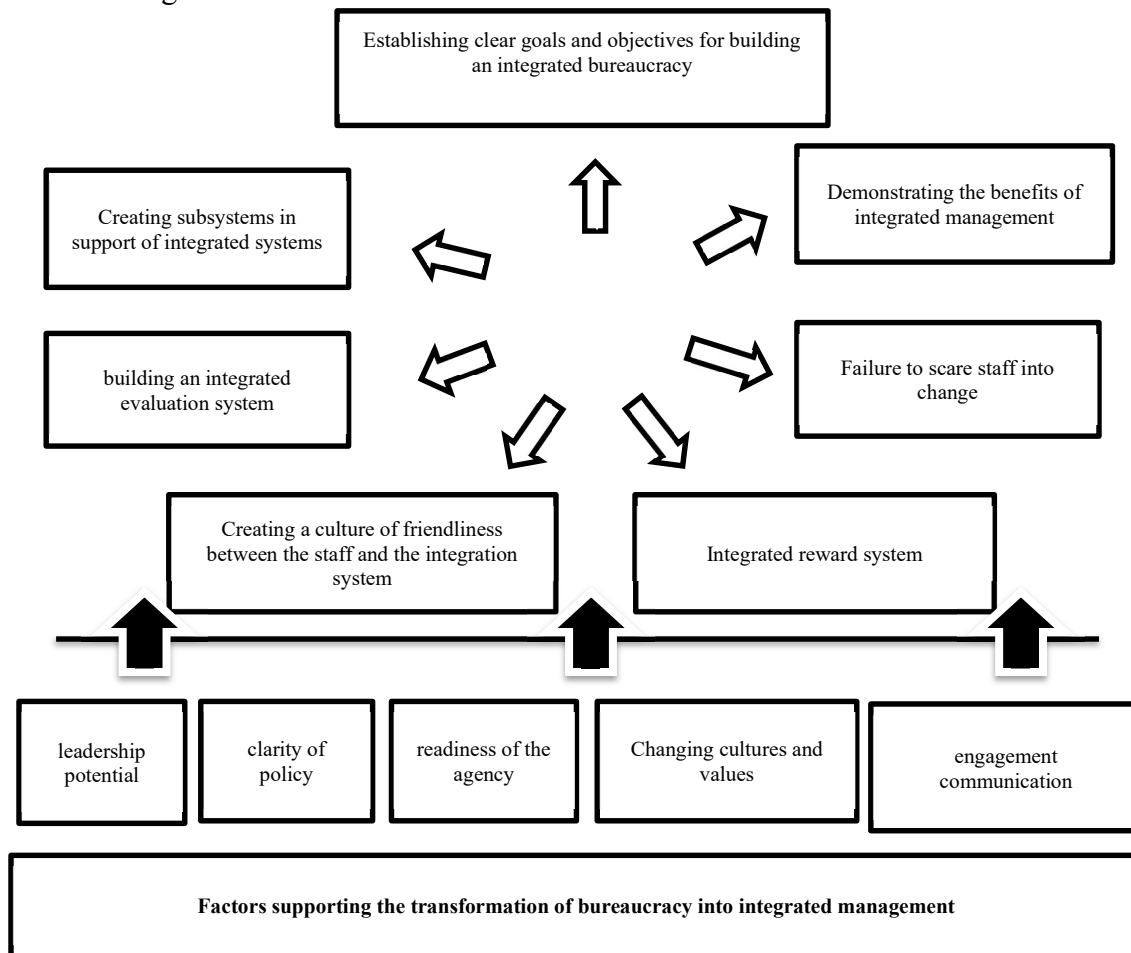 Establishing clear goals and objectives for building
an integrated bureaucracy
Creating subsystems in
support of integrated systems
Demonstrating the benefits of
integrated management
building an integrated
evaluation system
Failure to scare staff into
change
Creating a culture of friendliness
between the staff and the integration
system
Integrated reward system
leadership
potential
clarity of
policy
readiness of the
agency
Changing cultures and
values
engagement
communication
Factors supporting the transformation of bureaucracy into integrated management